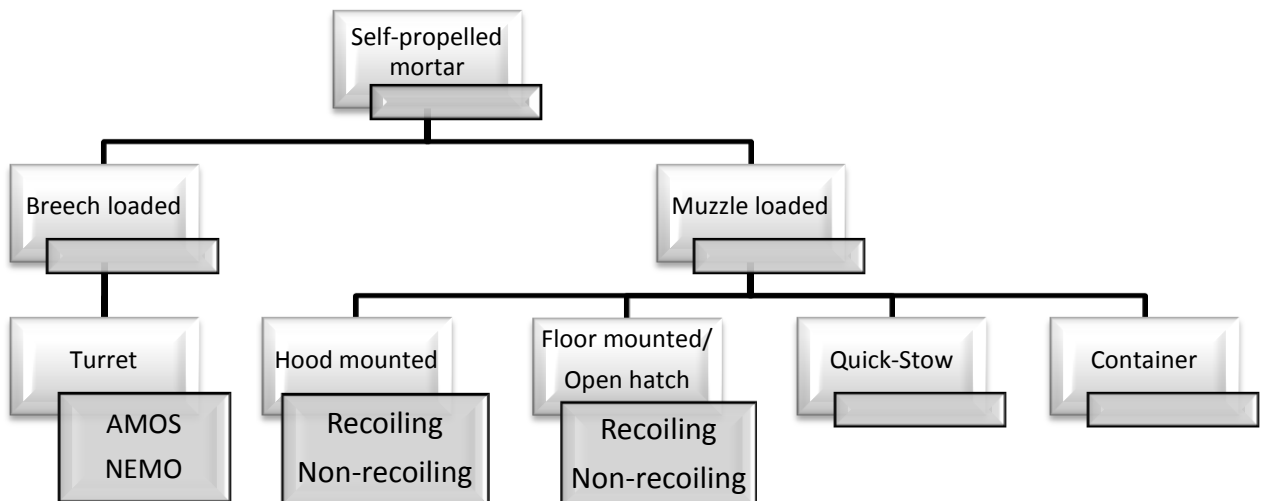 Self-propelled
mortar
Breech loaded
Muzzle loaded
Turret
AMOS
NEMO
Hood mounted
Recoiling
Non-recoiling
Floor mounted/
Open hatch
Recoiling
Non-recoiling
Quick-Stow
Container